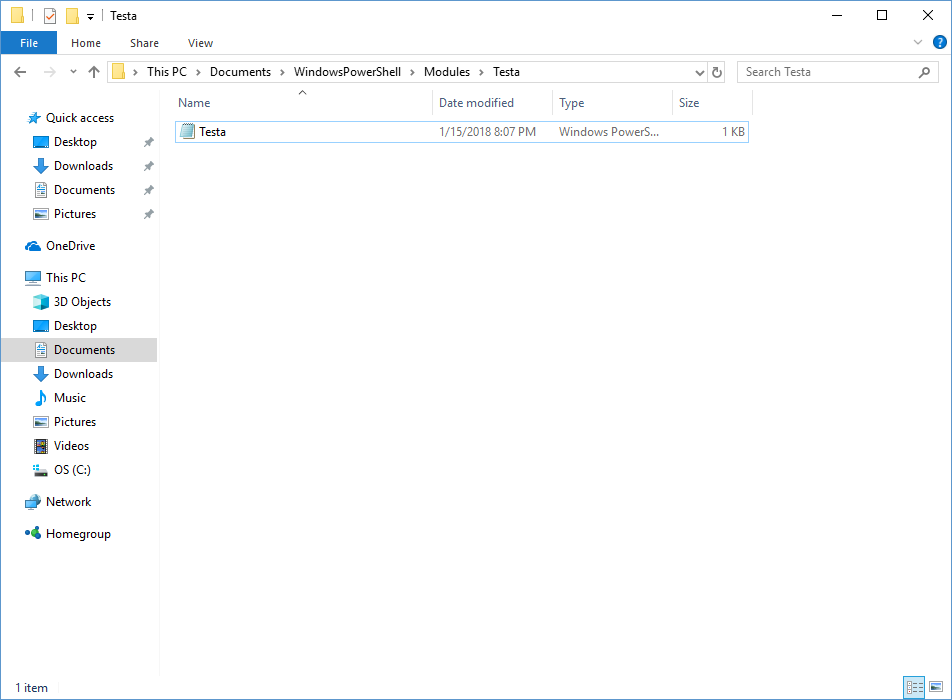 Testa
File Home Share View
This PC > Documents > WindowsPowerShell > Modules > Testa
Search Testa
Name Date modified Type Size
Testa 1/15/2018 8:07 PM Windows PowerS... 1 KB
Quick access
Desktop
Downloads
Documents
Pictures
OneDrive
This PC
3D Objects
Desktop
Documents
Downloads
Music
Pictures
Videos
OS (C:)
Network
Homegroup
1 item